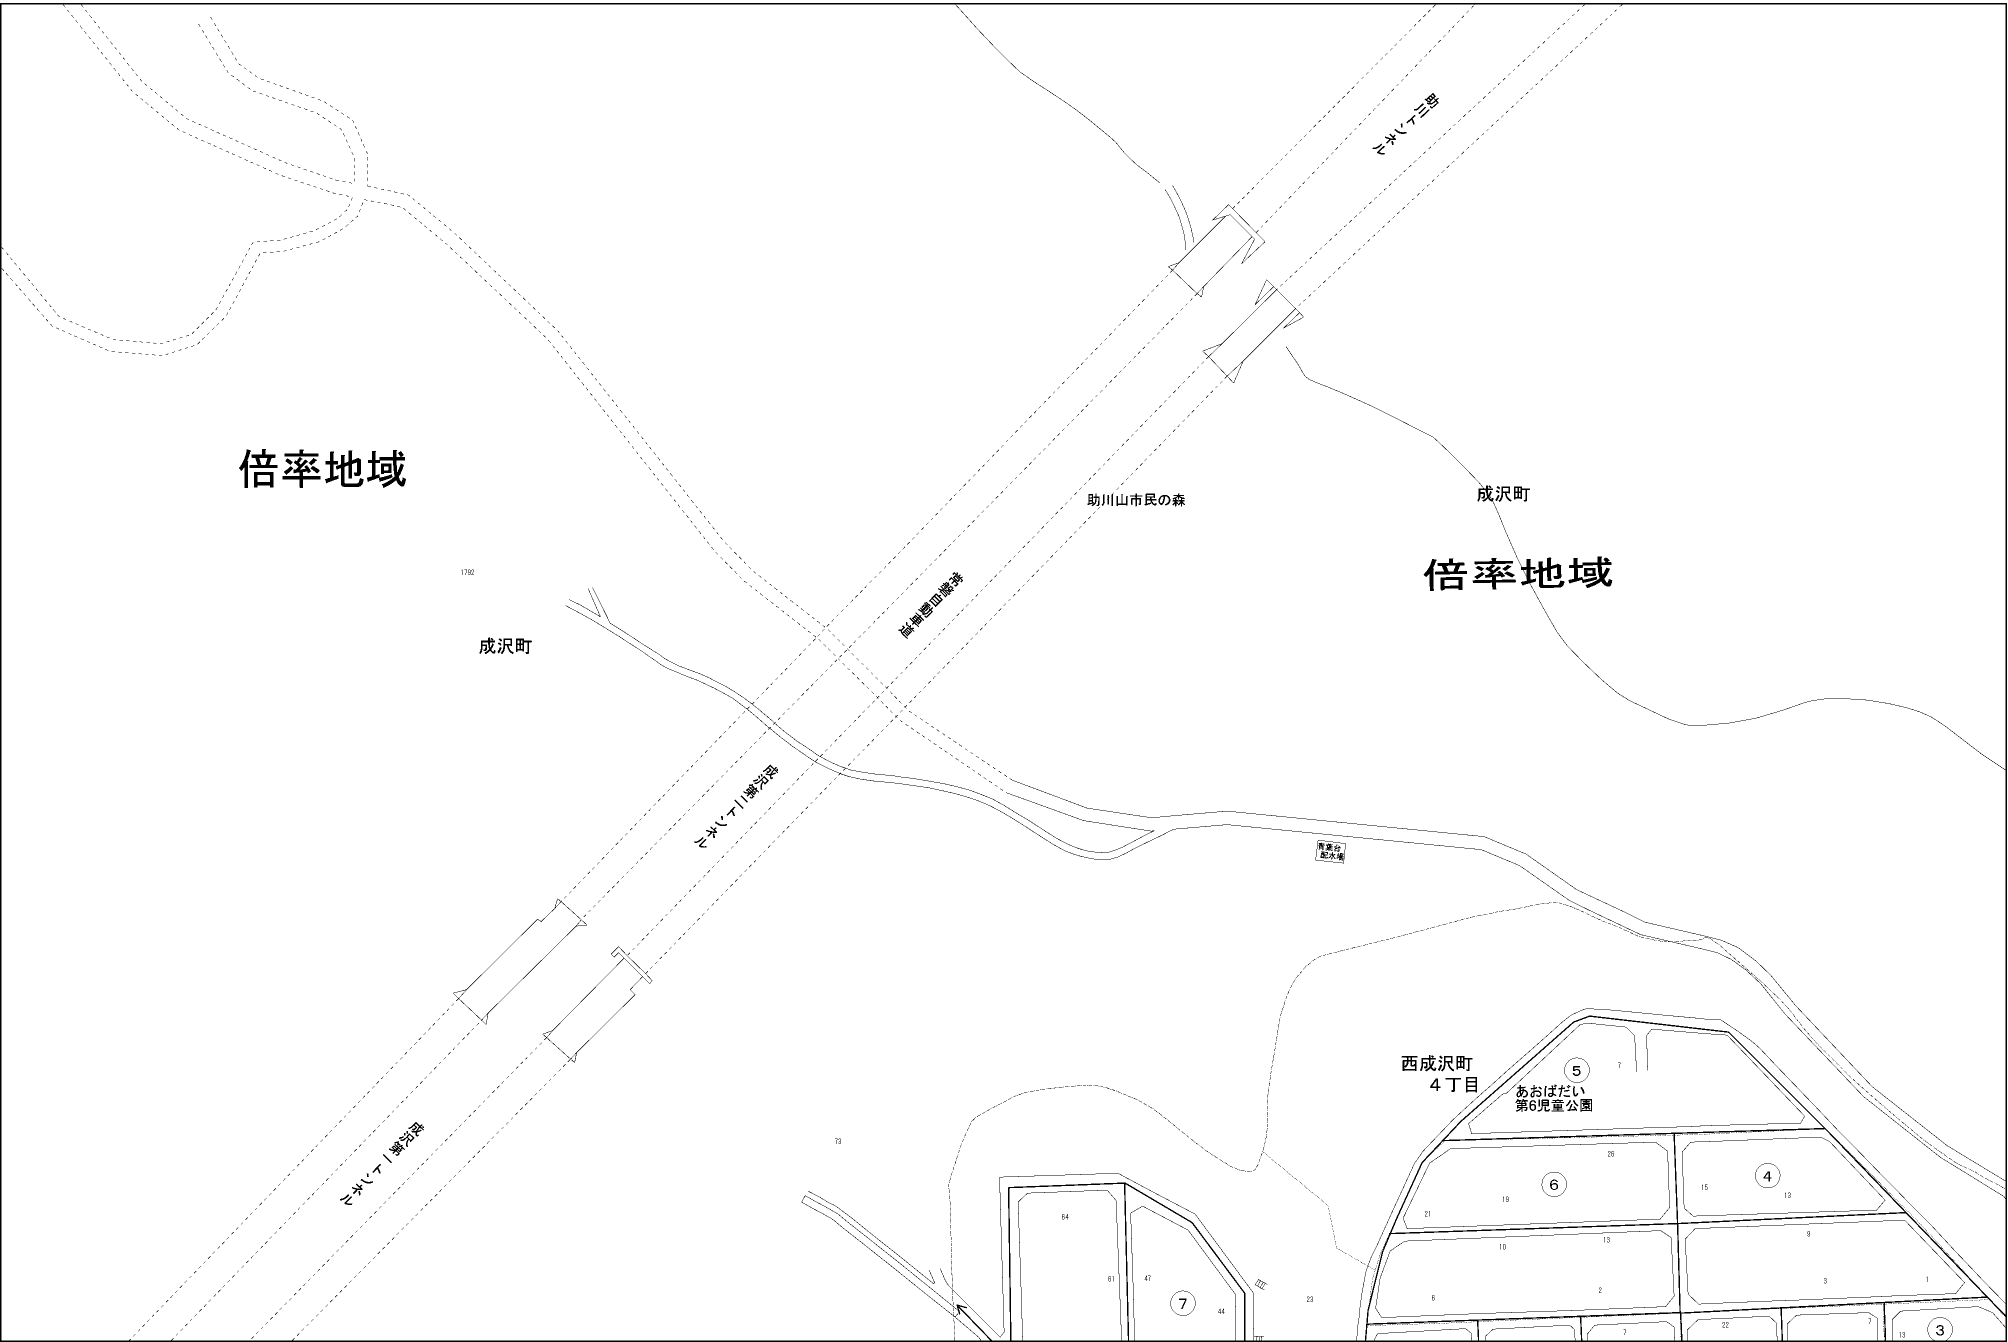 助川トンネル
倍率地域
助川山市民の森
成沢町
倍率地域
1792
常磐自動車道
成沢町
成沢第二トンネル
青葉台
配水場
西成沢町
4丁目
5
7
あおばだい
第6児童公園
成沢第一トンネル
73
28
6
4
19
15
13
21
64
10
13
9
61
47
3
1
7
44
23
6
2
7
22
7
13
3